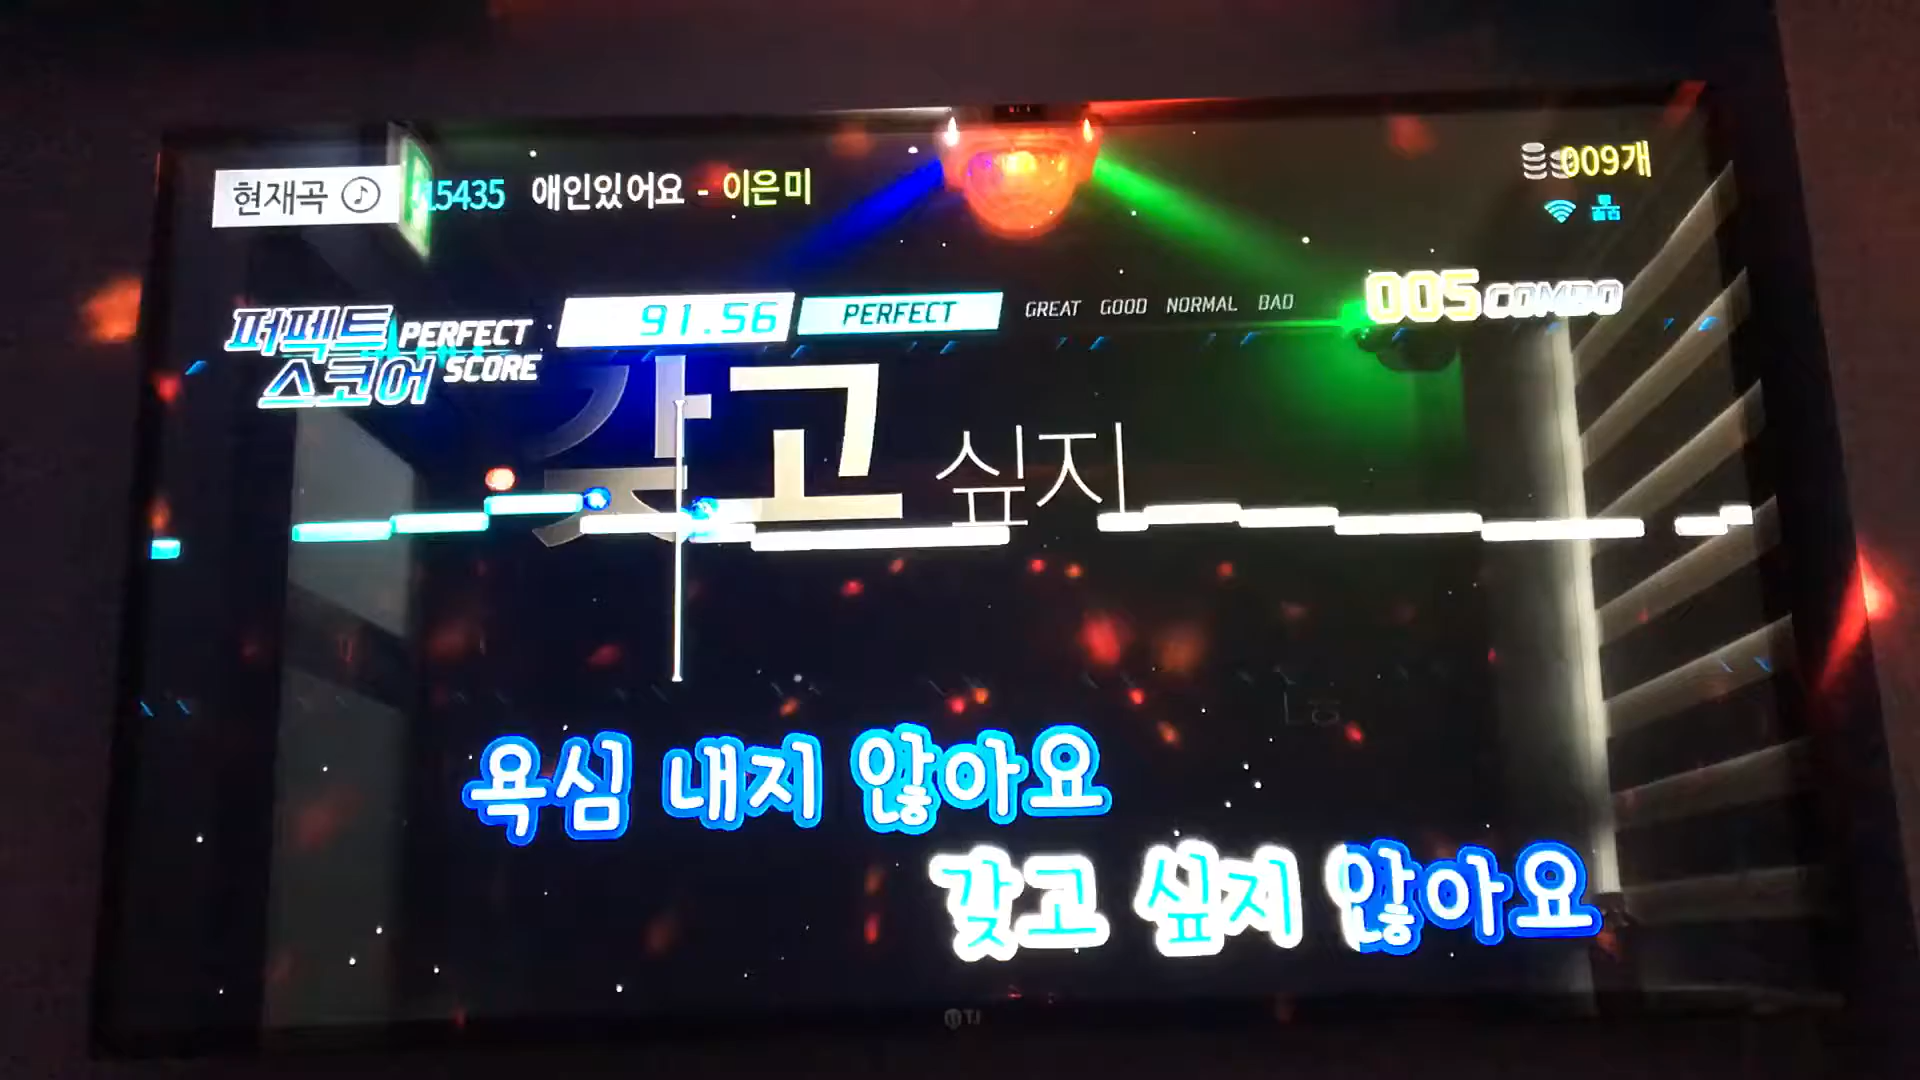 현재곡 15435 애인있어요 - 이은미 009개
퍼펙트 스코어 PERFECT SCORE 91.56 PERFECT GREAT GOOD NORMAL BAD 005 COMBO
갖고 싶지
욕심 내지 않아요
갖고 싶지 않아요
TJ